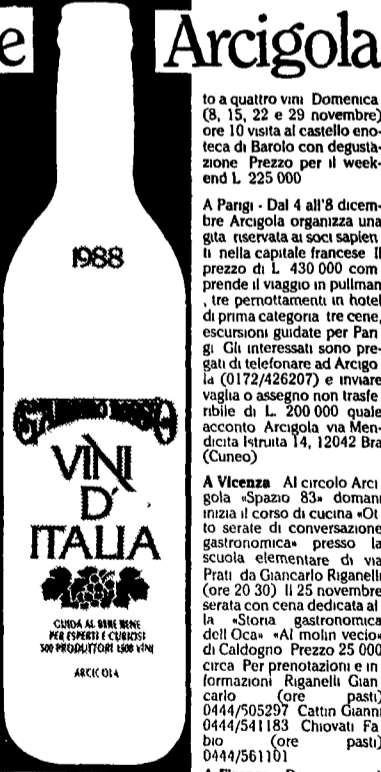 e Arcigola
1988
GAMBERO ROSSO
VINI
D'
ITALIA
GUIDA AL BERE BENE
PER ESPERTI E CURIOSI
500 PRODUTTORI 1500 VINI
ARCIGOLA
to a quattro vini Domenica
(8, 15, 22 e 29 novembre)
ore 10 visita al castello eno-
teca di Barolo con degusta-
zione Prezzo per il week-
end L 225 000
A Parigi - Dal 4 all'8 dicem-
bre Arcigola organizza una
gita riservata ai soci sapien
ti nella capitale francese Il
prezzo di L 430 000 com
prende il viaggio in pullman
, tre pernottamenti in hotel
di prima categoria tre cene,
escursioni guidate per Pari
gi Gli interessati sono pre-
gati di telefonare ad Arcigo
la (0172/426207) e inviare
vaglia o assegno non trasfe
ribile di L. 200 000 quale
acconto Arcigola via Men-
dicita Istruita 14, 12042 Bra
(Cuneo)
A Vicenza Al circolo Arci
gola «Spazio 83» domani
inizia il corso di cucina «Ot
to serate di conversazione
gastronomica» presso la
scuola elementare di via
Prati da Giancarlo Riganelli
(ore 20 30) Il 25 novembre
serata con cena dedicata al
la «Storia gastronomica
dell Oca» «Al molin vecio»
di Caldogno Prezzo 25 000
circa Per prenotazioni e in
formazioni Riganelli Gian
carlo (ore pasti)
0444/505297 Cattin Gianni
0444/541183 Chiovati Fa
bio (ore pasti)
0444/561101